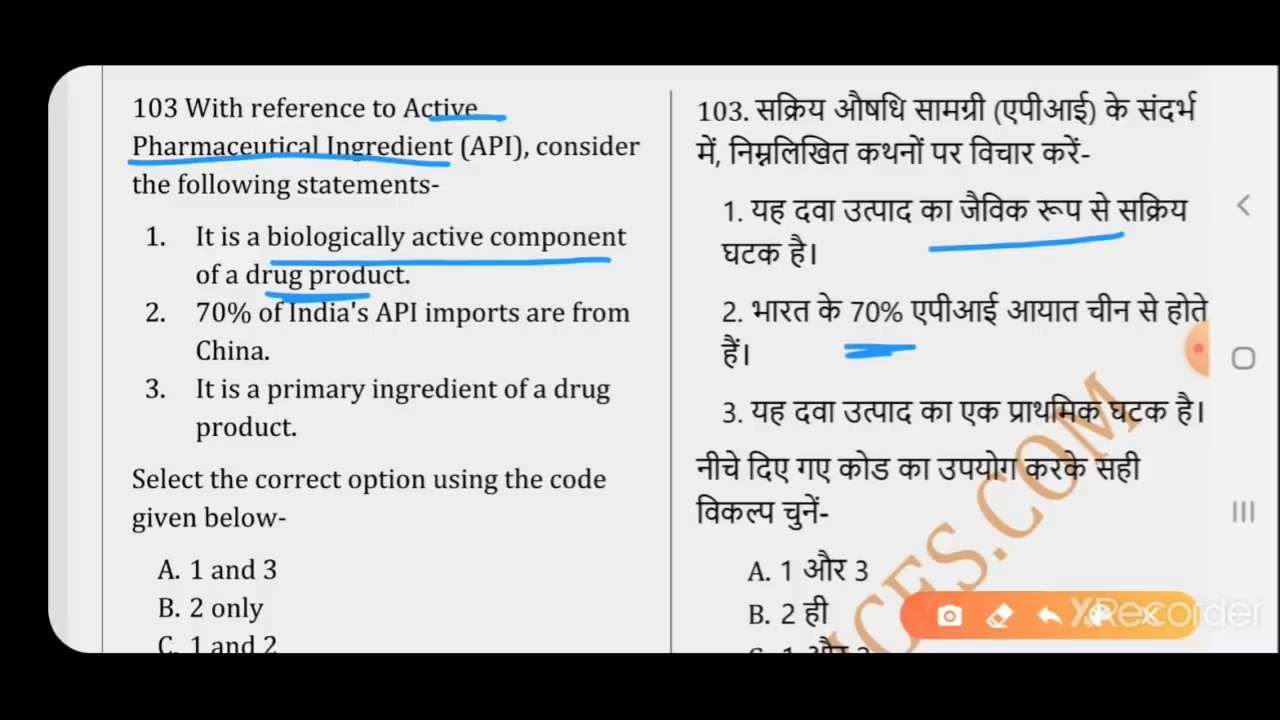 103 With reference to Active
Pharmaceutical Ingredient (API), consider
the following statements-
1. It is a biologically active component
of a drug product.
2. 70% of India's API imports are from
China.
3. It is a primary ingredient of a drug
product.
Select the correct option using the code
given below-
A. 1 and 3
B. 2 only
C. 1 and 2
103. सक्रिय औषधि सामग्री (एपीआई) के संदर्भ
में, निम्नलिखित कथनों पर विचार करें-
1. यह दवा उत्पाद का जैविक रूप से सक्रिय
घटक है।
2. भारत के 70% एपीआई आयात चीन से होते
हैं।
3. यह दवा उत्पाद का एक प्राथमिक घटक है।
नीचे दिए गए कोड का उपयोग करके सही
विकल्प चुनें-
A. 1 और 3
B. 2 ही
CES.COM
XRecorder